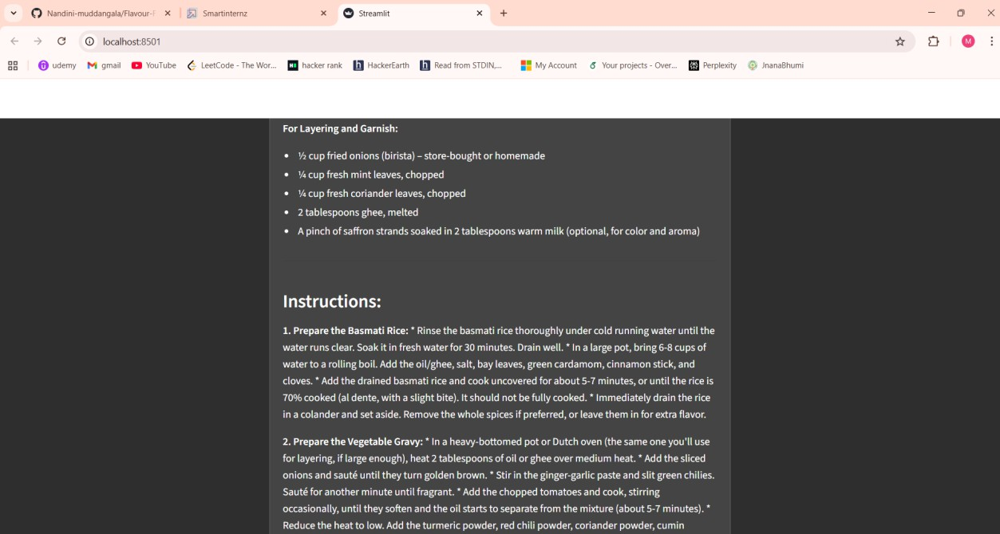 Nandini-muddangala/Flavour-F
Smartinternz
Streamlit
localhost:8501
M
udemy
gmail
YouTube
LeetCode - The Wor...
hacker rank
HackerEarth
Read from STDIN,...
My Account
Your projects - Over...
Perplexity
JnanaBhumi
For Layering and Garnish:
• ½ cup fried onions (birista) – store-bought or homemade
• ¼ cup fresh mint leaves, chopped
• ¼ cup fresh coriander leaves, chopped
• 2 tablespoons ghee, melted
• A pinch of saffron strands soaked in 2 tablespoons warm milk (optional, for color and aroma)
Instructions:
1. Prepare the Basmati Rice: * Rinse the basmati rice thoroughly under cold running water until the
water runs clear. Soak it in fresh water for 30 minutes. Drain well. * In a large pot, bring 6-8 cups of
water to a rolling boil. Add the oil/ghee, salt, bay leaves, green cardamom, cinnamon stick, and
cloves. * Add the drained basmati rice and cook uncovered for about 5-7 minutes, or until the rice is
70% cooked (al dente, with a slight bite). It should not be fully cooked. * Immediately drain the rice
in a colander and set aside. Remove the whole spices if preferred, or leave them in for extra flavor.
2. Prepare the Vegetable Gravy: * In a heavy-bottomed pot or Dutch oven (the same one you'll use
for layering, if large enough), heat 2 tablespoons of oil or ghee over medium heat. * Add the sliced
onions and sauté until they turn golden brown. * Stir in the ginger-garlic paste and slit green chilies.
Sauté for another minute until fragrant. * Add the chopped tomatoes and cook, stirring
occasionally, until they soften and the oil starts to separate from the mixture (about 5-7 minutes). *
Reduce the heat to low. Add the turmeric powder, red chili powder, coriander powder, cumin